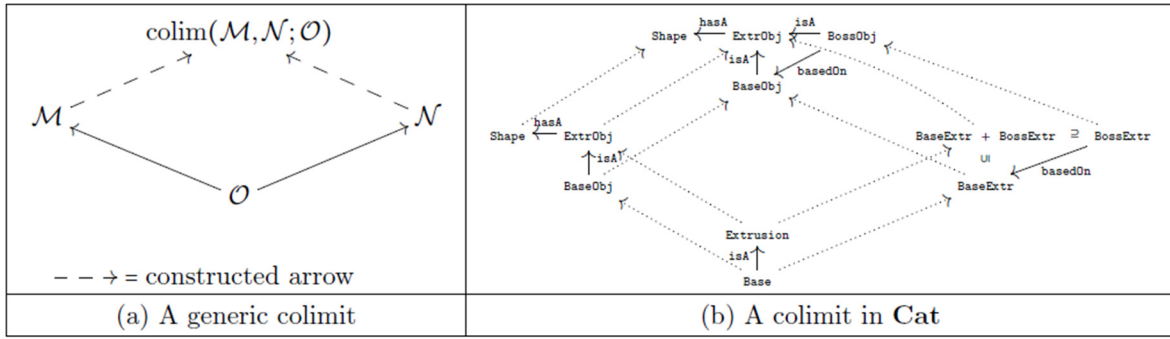 colim(M,N;O)
M
N
O
– – → = constructed arrow
(a) A generic colimit
hasA isA
Shape ExtrObj BossObj
isA
basedOn
BaseObj
hasA
Shape ExtrObj
isA
BaseObj
BaseExtr + BossExtr ⊇ BossExtr
∪I
basedOn
BaseExtr
Extrusion
isA
Base
(b) A colimit in Cat